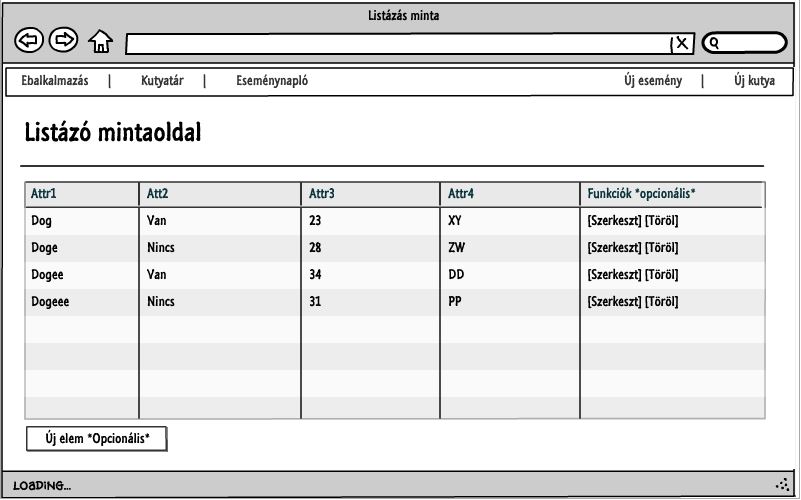 Listázás minta
X
Ebalkalmazás | Kutyatár | Eseménynapló Új esemény | Új kutya
Listázó mintaoldal
Attr1 Att2 Attr3 Attr4 Funkciók *opcionális*
Dog Van 23 XY [Szerkeszt] [Töröl]
Doge Nincs 28 ZW [Szerkeszt] [Töröl]
Dogee Van 34 DD [Szerkeszt] [Töröl]
Dogeee Nincs 31 PP [Szerkeszt] [Töröl]
Új elem *Opcionális*
LOADING...